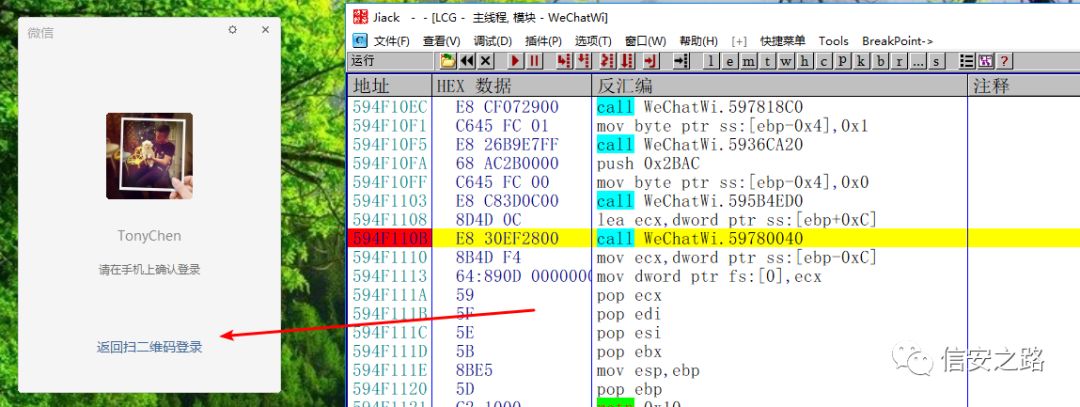 微信
TonyChen
请在手机上确认登录
返回扫二维码登录
Jiack - - [LCG - 主线程, 模块 - WeChatWi]
文件(F) 查看(V) 调试(D) 插件(P) 选项(T) 窗口(W) 帮助(H) [+] 快捷菜单 Tools BreakPoint->
运行 l e m t w h c p k b r ... s ?
地址 HEX 数据 反汇编 注释
594F10EC E8 CF072900 call WeChatWi.597818C0
594F10F1 C645 FC 01 mov byte ptr ss:[ebp-0x4],0x1
594F10F5 E8 26B9E7FF call WeChatWi.5936CA20
594F10FA 68 AC2B0000 push 0x2BAC
594F10FF C645 FC 00 mov byte ptr ss:[ebp-0x4],0x0
594F1103 E8 C83D0C00 call WeChatWi.595B4ED0
594F1108 8D4D 0C lea ecx,dword ptr ss:[ebp+0xC]
594F110B E8 30EF2800 call WeChatWi.59780040
594F1110 8B4D F4 mov ecx,dword ptr ss:[ebp-0xC]
594F1113 64:890D 0000000 mov dword ptr fs:[0],ecx
594F111A 59 pop ecx
594F111B 5F pop edi
594F111C 5E pop esi
594F111D 5B pop ebx
594F111E 8BE5 mov esp,ebp
594F1120 5D pop ebp
594F1121 C2 1000 retn 0x10
信安之路